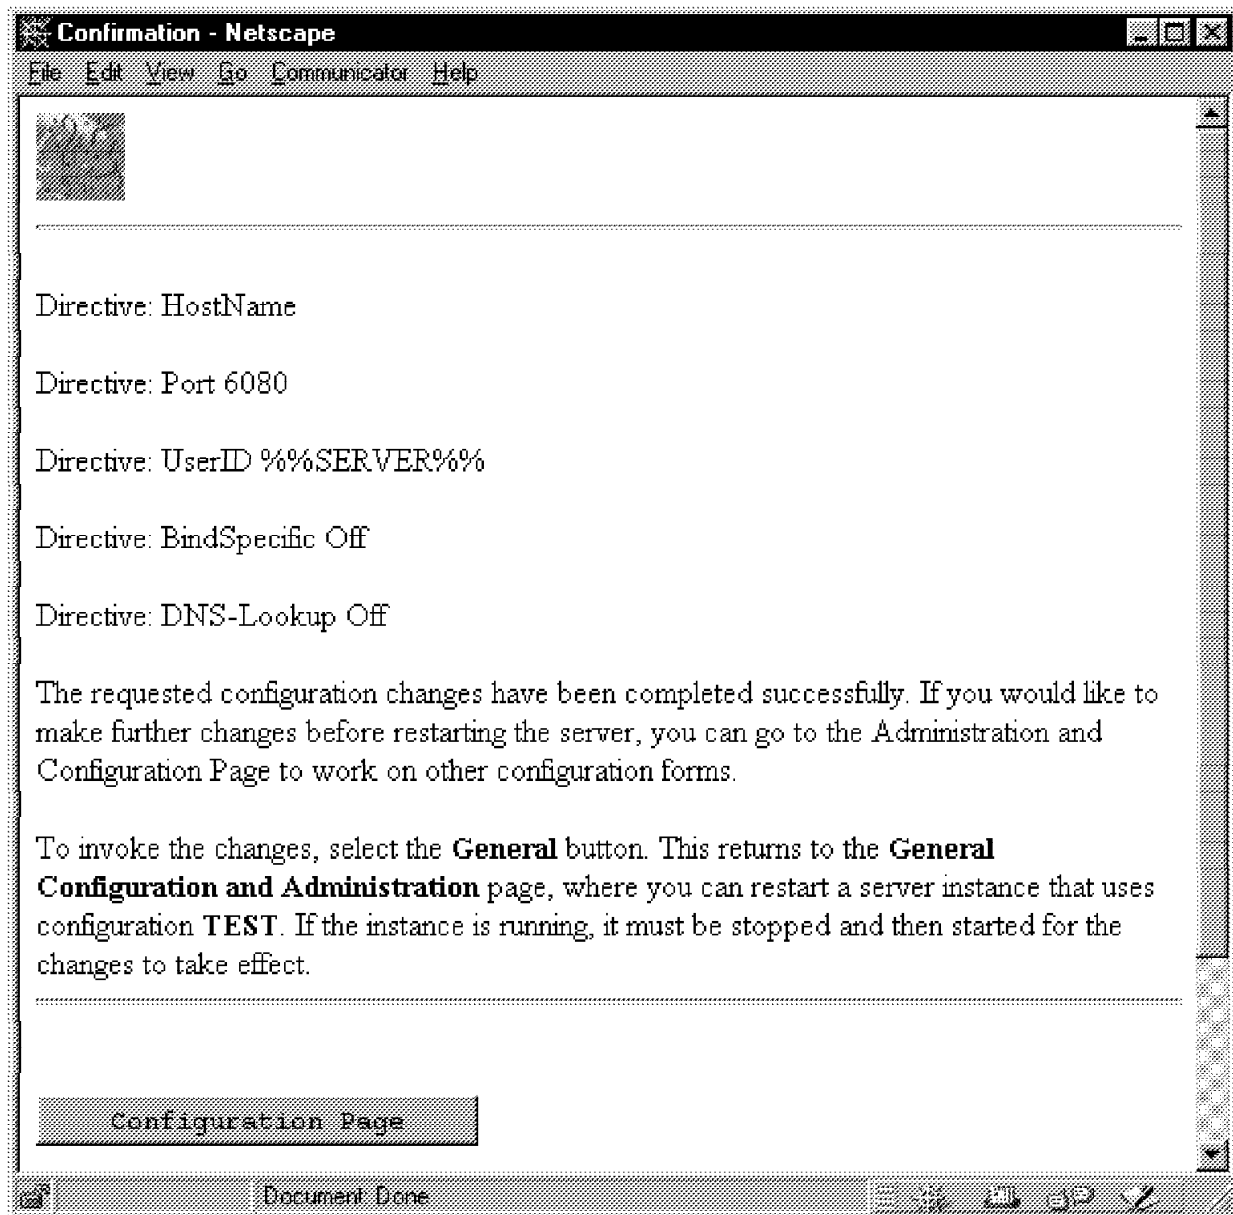 Confirmation - Netscape
File Edit View Go Communicator Help
Directive: HostName
Directive: Port 6080
Directive: UserID %%SERVER%%
Directive: BindSpecific Off
Directive: DNS-Lookup Off
The requested configuration changes have been completed successfully. If you would like to
make further changes before restarting the server, you can go to the Administration and
Configuration Page to work on other configuration forms.
To invoke the changes, select the General button. This returns to the General
Configuration and Administration page, where you can restart a server instance that uses
configuration TEST. If the instance is running, it must be stopped and then started for the
changes to take effect.
Configuration Page
Document: Done